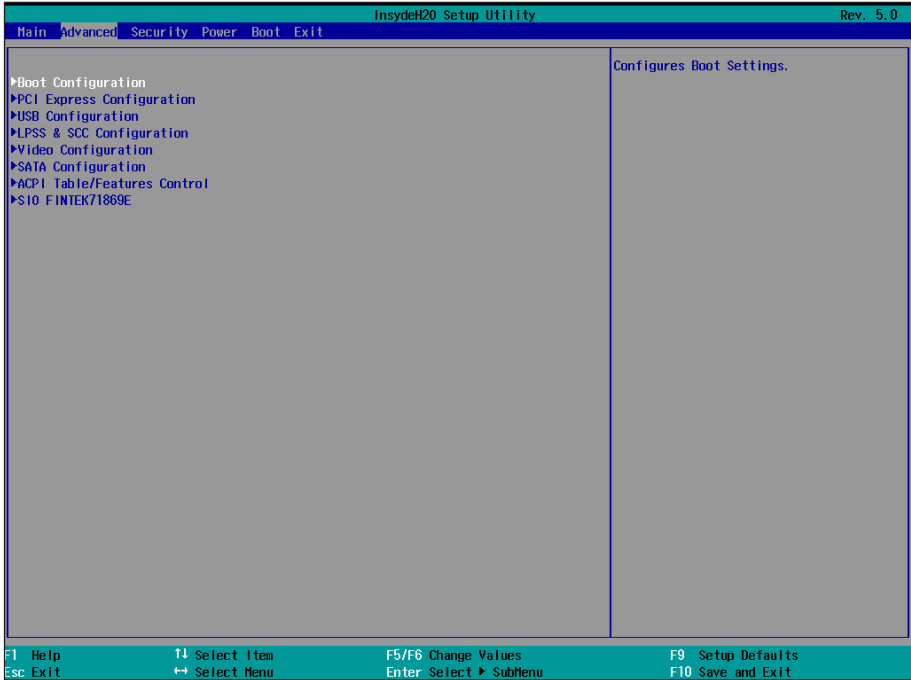 InsydeH20 Setup Utility Rev. 5.0
Main Advanced Security Power Boot Exit
Configures Boot Settings.
▶Boot Configuration
▶PCI Express Configuration
▶USB Configuration
▶LPSS & SCC Configuration
▶Video Configuration
▶SATA Configuration
▶ACPI Table/Features Control
▶SIO FINTEK71869E
F1 Help ↑↓ Select Item F5/F6 Change Values F9 Setup Defaults
Esc Exit ↔ Select Menu Enter Select ▶ SubMenu F10 Save and Exit